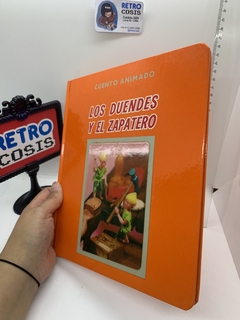 RETRO
COSIS
CUENTO ANIMADO
LOS DUENDES
Y EL ZAPATERO
RETRO
COSIS